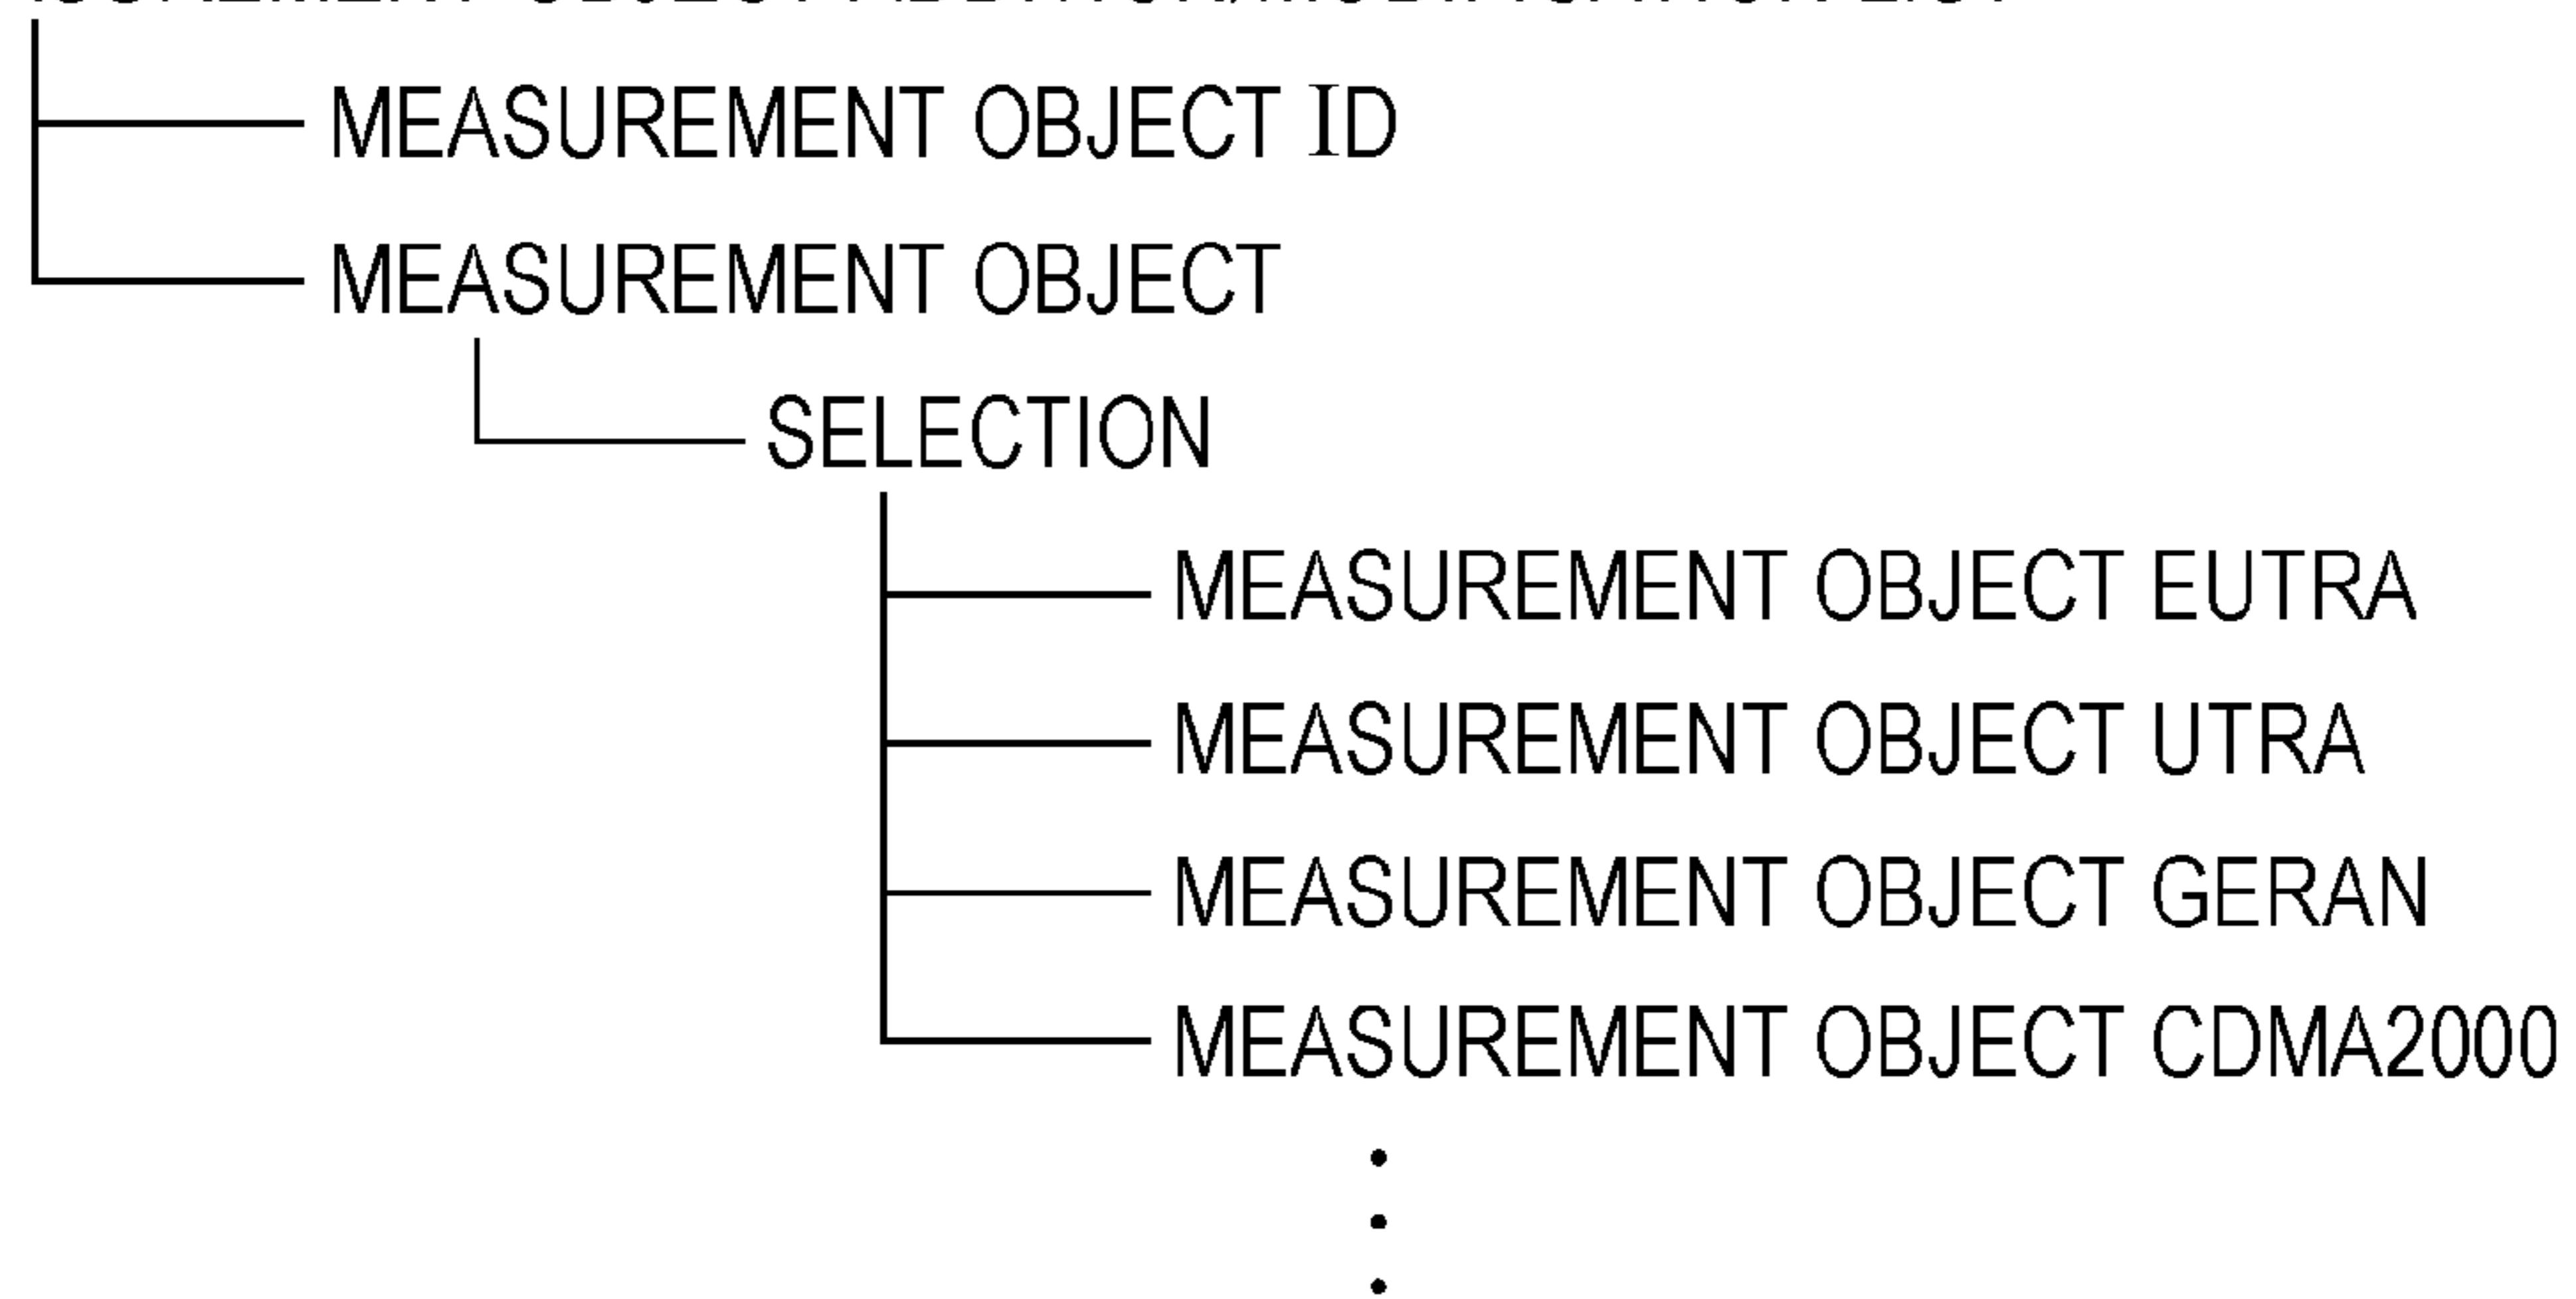 MEASUREMENT OBJECT ID
MEASUREMENT OBJECT
SELECTION
MEASUREMENT OBJECT EUTRA
MEASUREMENT OBJECT UTRA
MEASUREMENT OBJECT GERAN
MEASUREMENT OBJECT CDMA2000